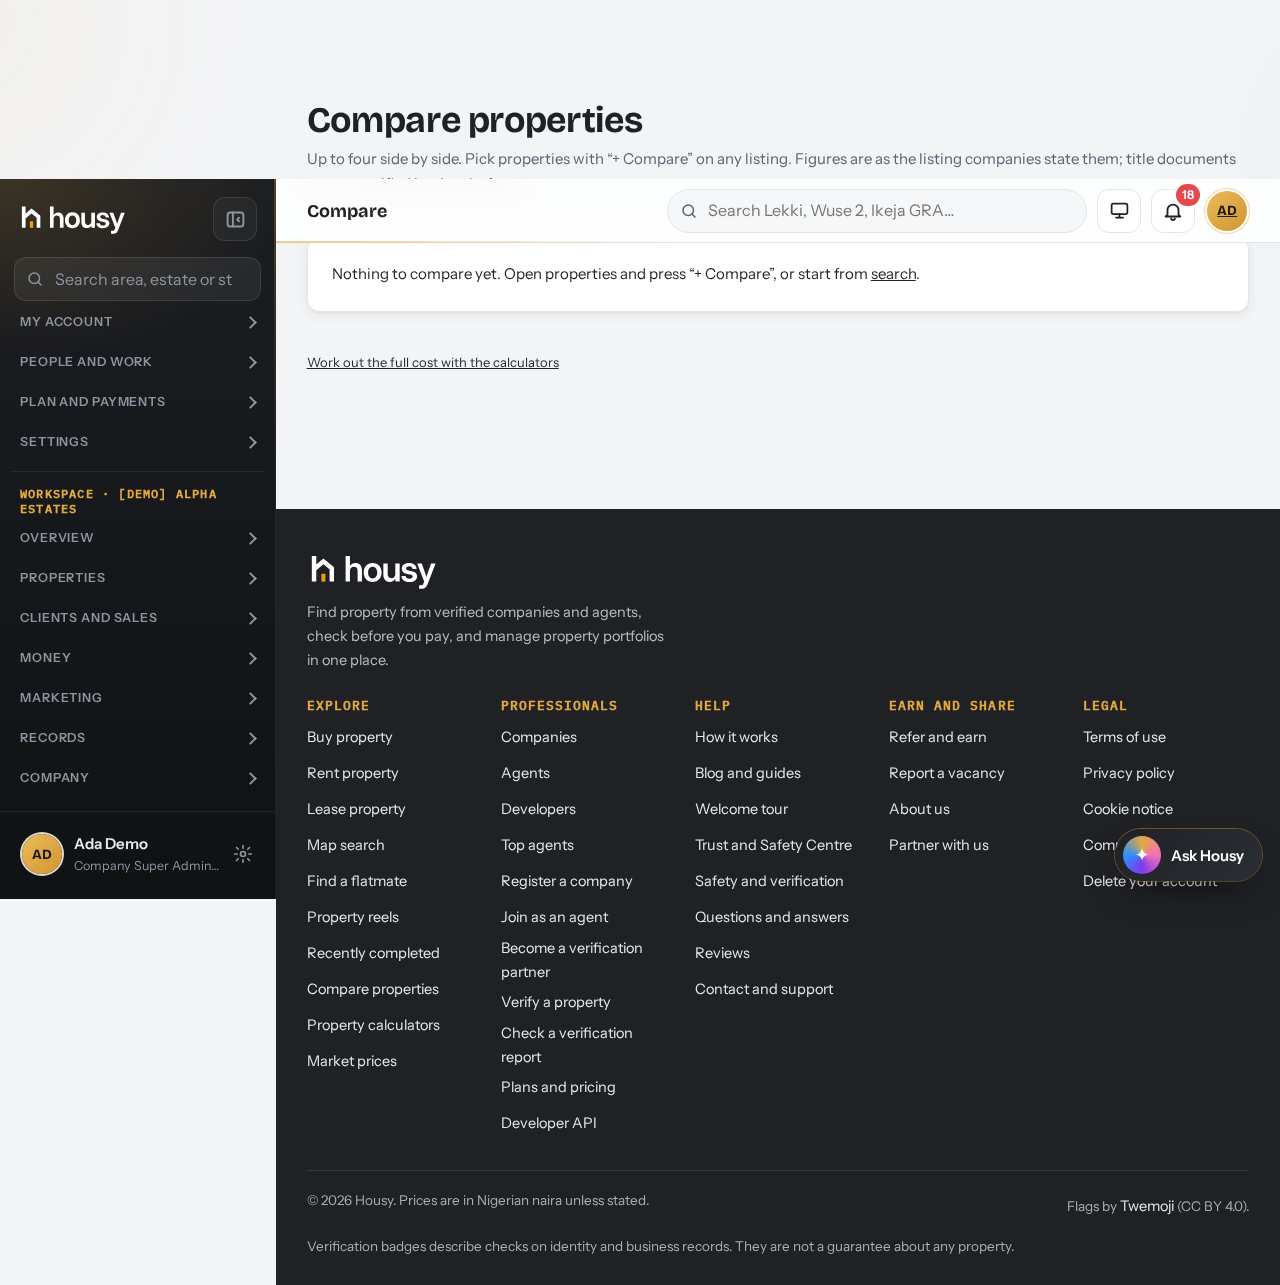 Compare properties
Up to four side by side. Pick properties with “+ Compare” on any listing. Figures are as the listing companies state them; title documents
housy
Compare
Search Lekki, Wuse 2, Ikeja GRA...
18
AD
Search area, estate or st
Nothing to compare yet. Open properties and press “+ Compare”, or start from search.
MY ACCOUNT
PEOPLE AND WORK
Work out the full cost with the calculators
PLAN AND PAYMENTS
SETTINGS
WORKSPACE · [DEMO] ALPHA
ESTATES
OVERVIEW
PROPERTIES
CLIENTS AND SALES
MONEY
MARKETING
RECORDS
COMPANY
AD
Ada Demo
Company Super Admin...
housy
Find property from verified companies and agents,
check before you pay, and manage property portfolios
in one place.
EXPLORE
Buy property
Rent property
Lease property
Map search
Find a flatmate
Property reels
Recently completed
Compare properties
Property calculators
Market prices
PROFESSIONALS
Companies
Agents
Developers
Top agents
Register a company
Join as an agent
Become a verification
partner
Verify a property
Check a verification
report
Plans and pricing
Developer API
HELP
How it works
Blog and guides
Welcome tour
Trust and Safety Centre
Safety and verification
Questions and answers
Reviews
Contact and support
EARN AND SHARE
Refer and earn
Report a vacancy
About us
Partner with us
LEGAL
Terms of use
Privacy policy
Cookie notice
Delete your account
Ask Housy
© 2026 Housy. Prices are in Nigerian naira unless stated.
Flags by Twemoji (CC BY 4.0).
Verification badges describe checks on identity and business records. They are not a guarantee about any property.